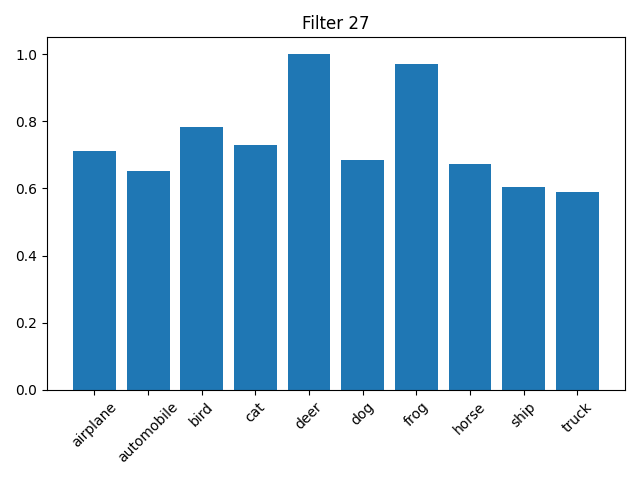 Filter 27
1.0
0.8
0.6
0.4
0.2
0.0
airplane
automobile
bird
cat
deer
dog
frog
horse
ship
truck